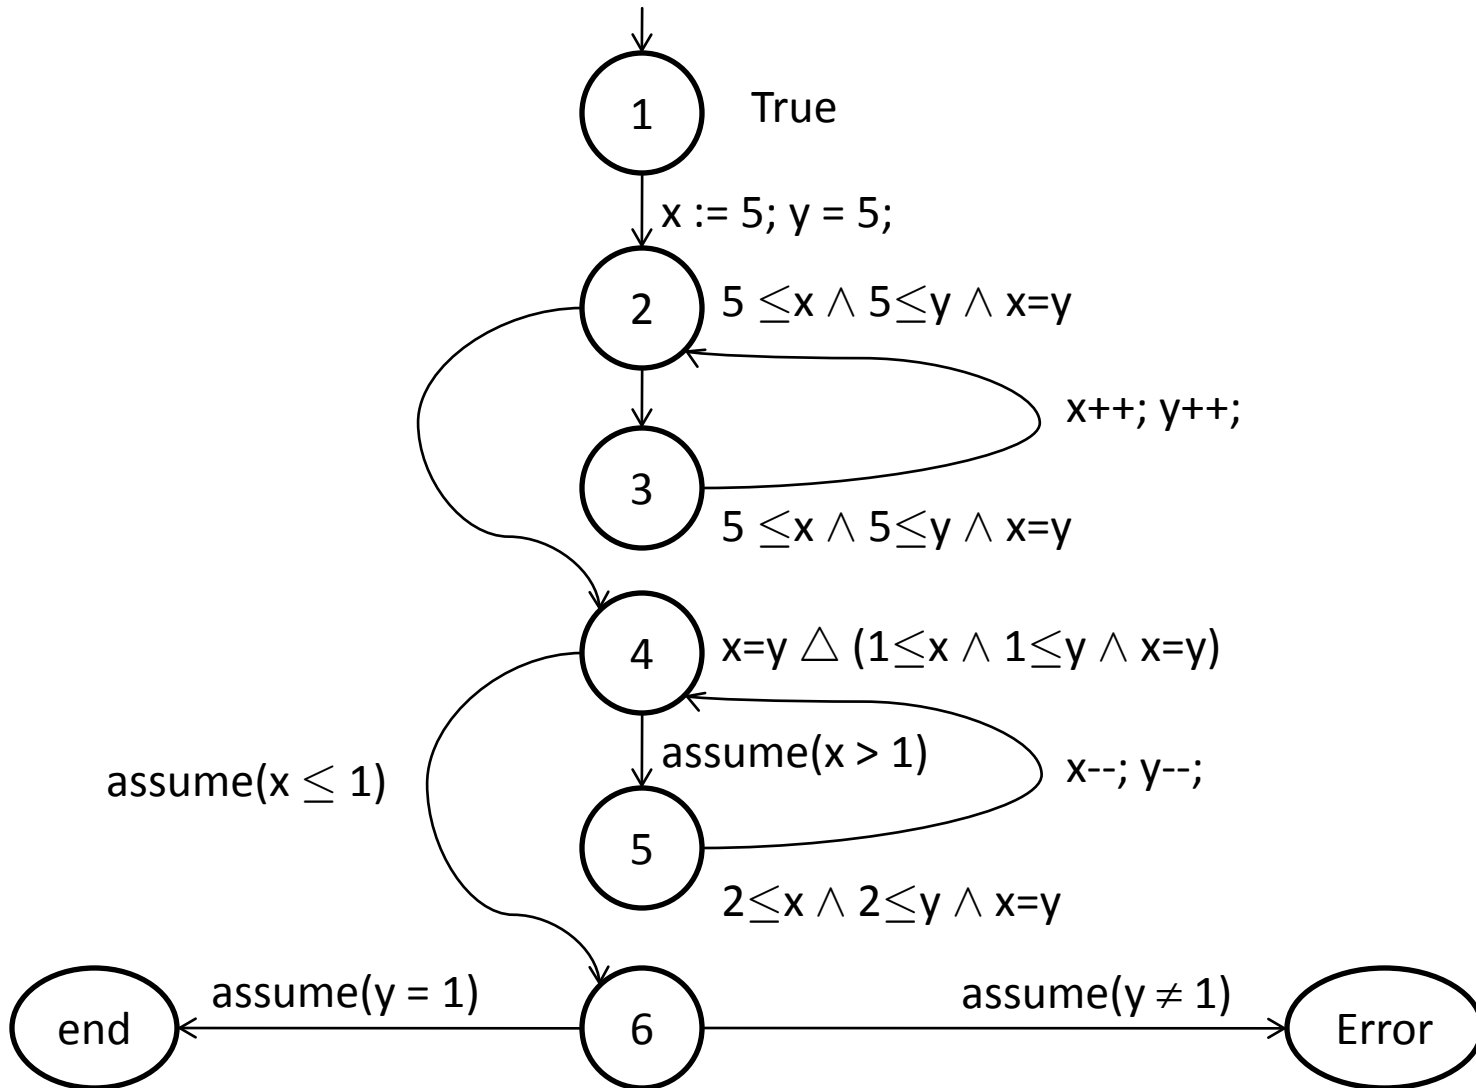 1 True
x := 5; y = 5;
2 5 ≤x ∧ 5≤y ∧ x=y
x++; y++;
3
5 ≤x ∧ 5≤y ∧ x=y
4 x=y △ (1≤x ∧ 1≤y ∧ x=y)
assume(x > 1)
assume(x ≤ 1)
x--; y--;
5
2≤x ∧ 2≤y ∧ x=y
assume(y = 1)
assume(y ≠ 1)
end
6
Error